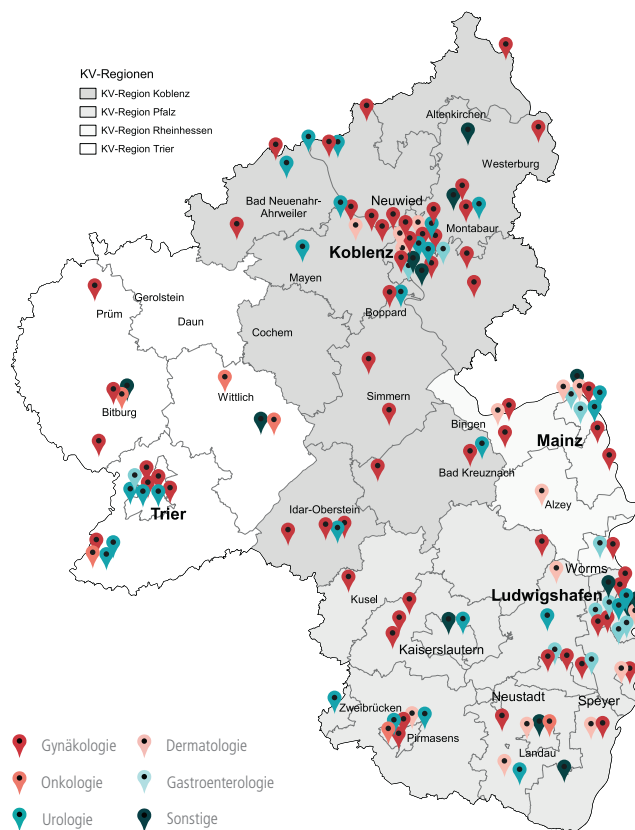 KV-Regionen
KV-Region Koblenz
KV-Region Pfalz
KV-Region Rheinhessen
KV-Region Trier
Altenkirchen
Westerburg
Bad Neuenahr-
Ahrweiler
Neuwied
Montabaur
Koblenz
Mayen
Gerolstein
Prüm
Daun
Boppard
Cochem
Wittlich
Simmern
Bitburg
Bingen
Mainz
Bad Kreuznach
Alzey
Trier
Idar-Oberstein
Worms
Kusel
Ludwigshafen
Kaiserslautern
Neustadt
Speyer
Zweibrücken
Pirmasens
Landau
Gynäkologie
Dermatologie
Onkologie
Gastroenterologie
Urologie
Sonstige